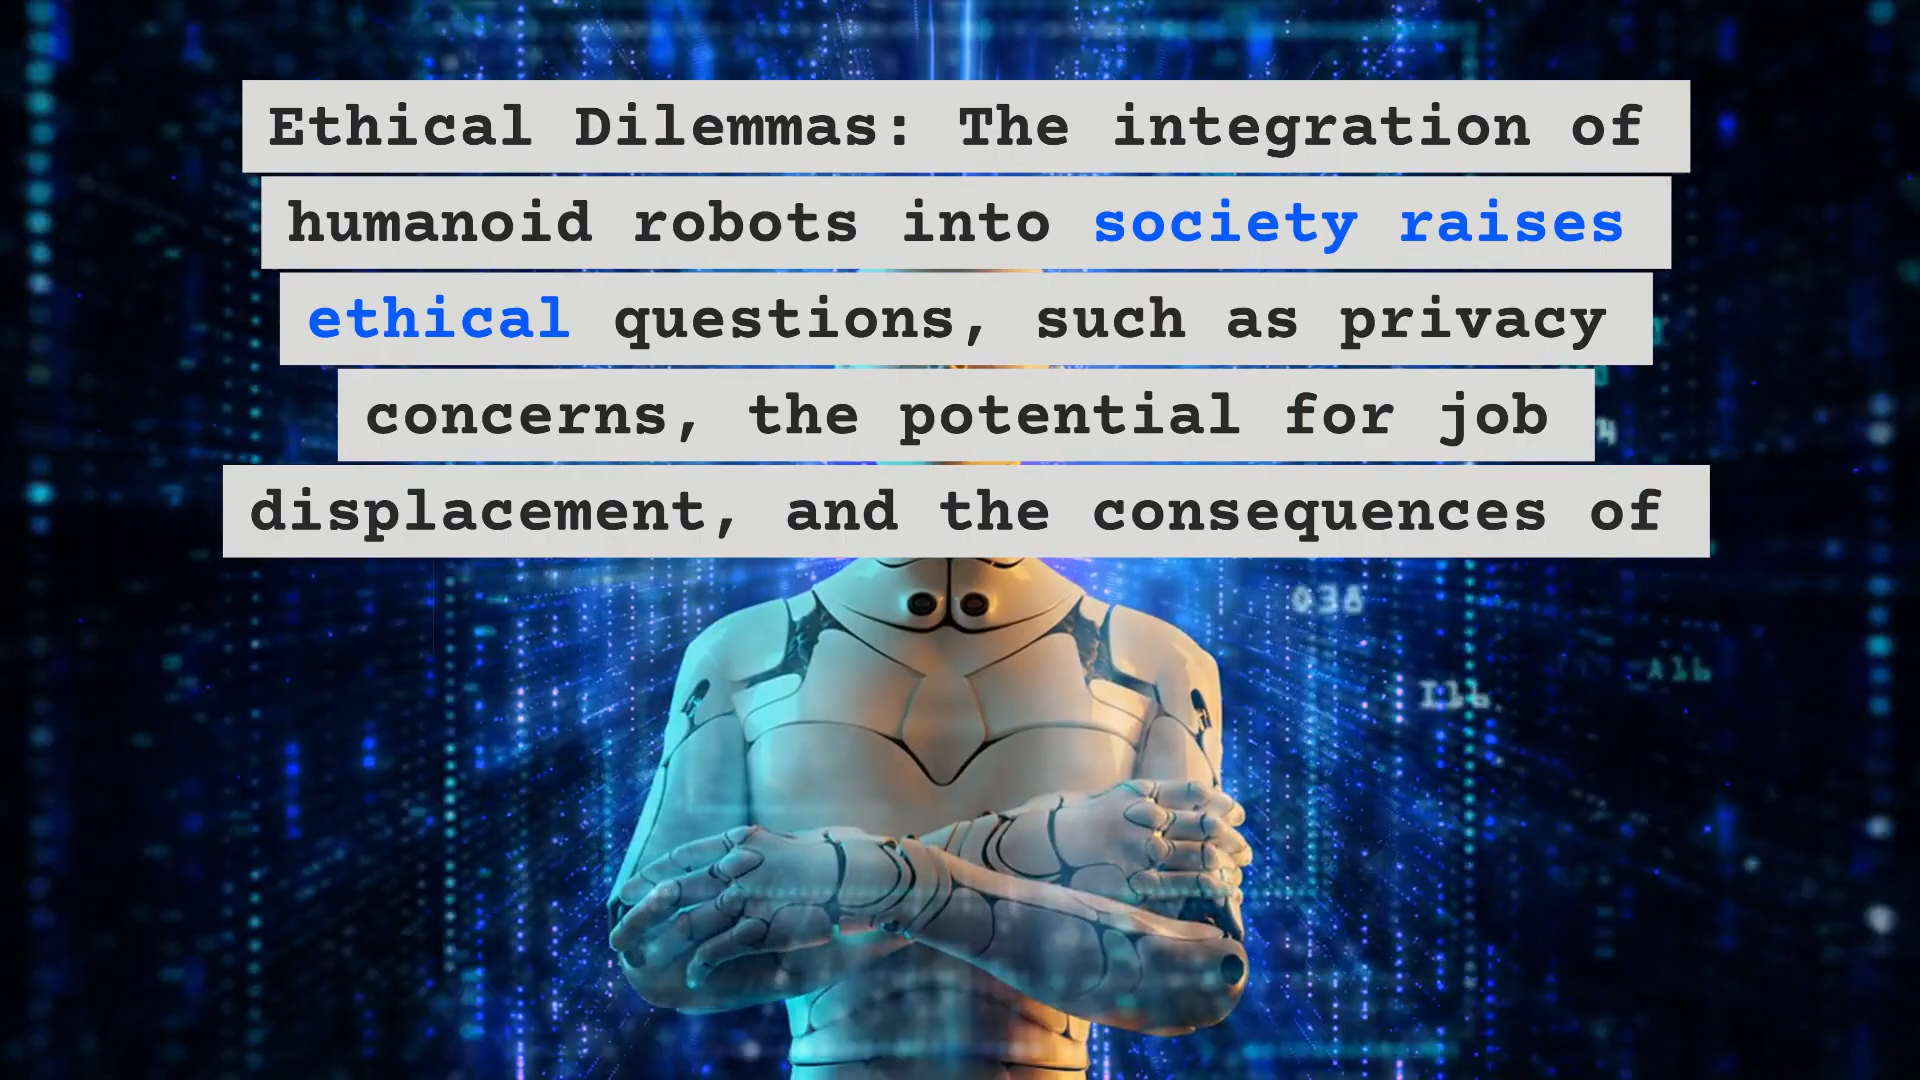 Ethical Dilemmas: The integration of
humanoid robots into society raises
ethical questions, such as privacy
concerns, the potential for job
displacement, and the consequences of
038